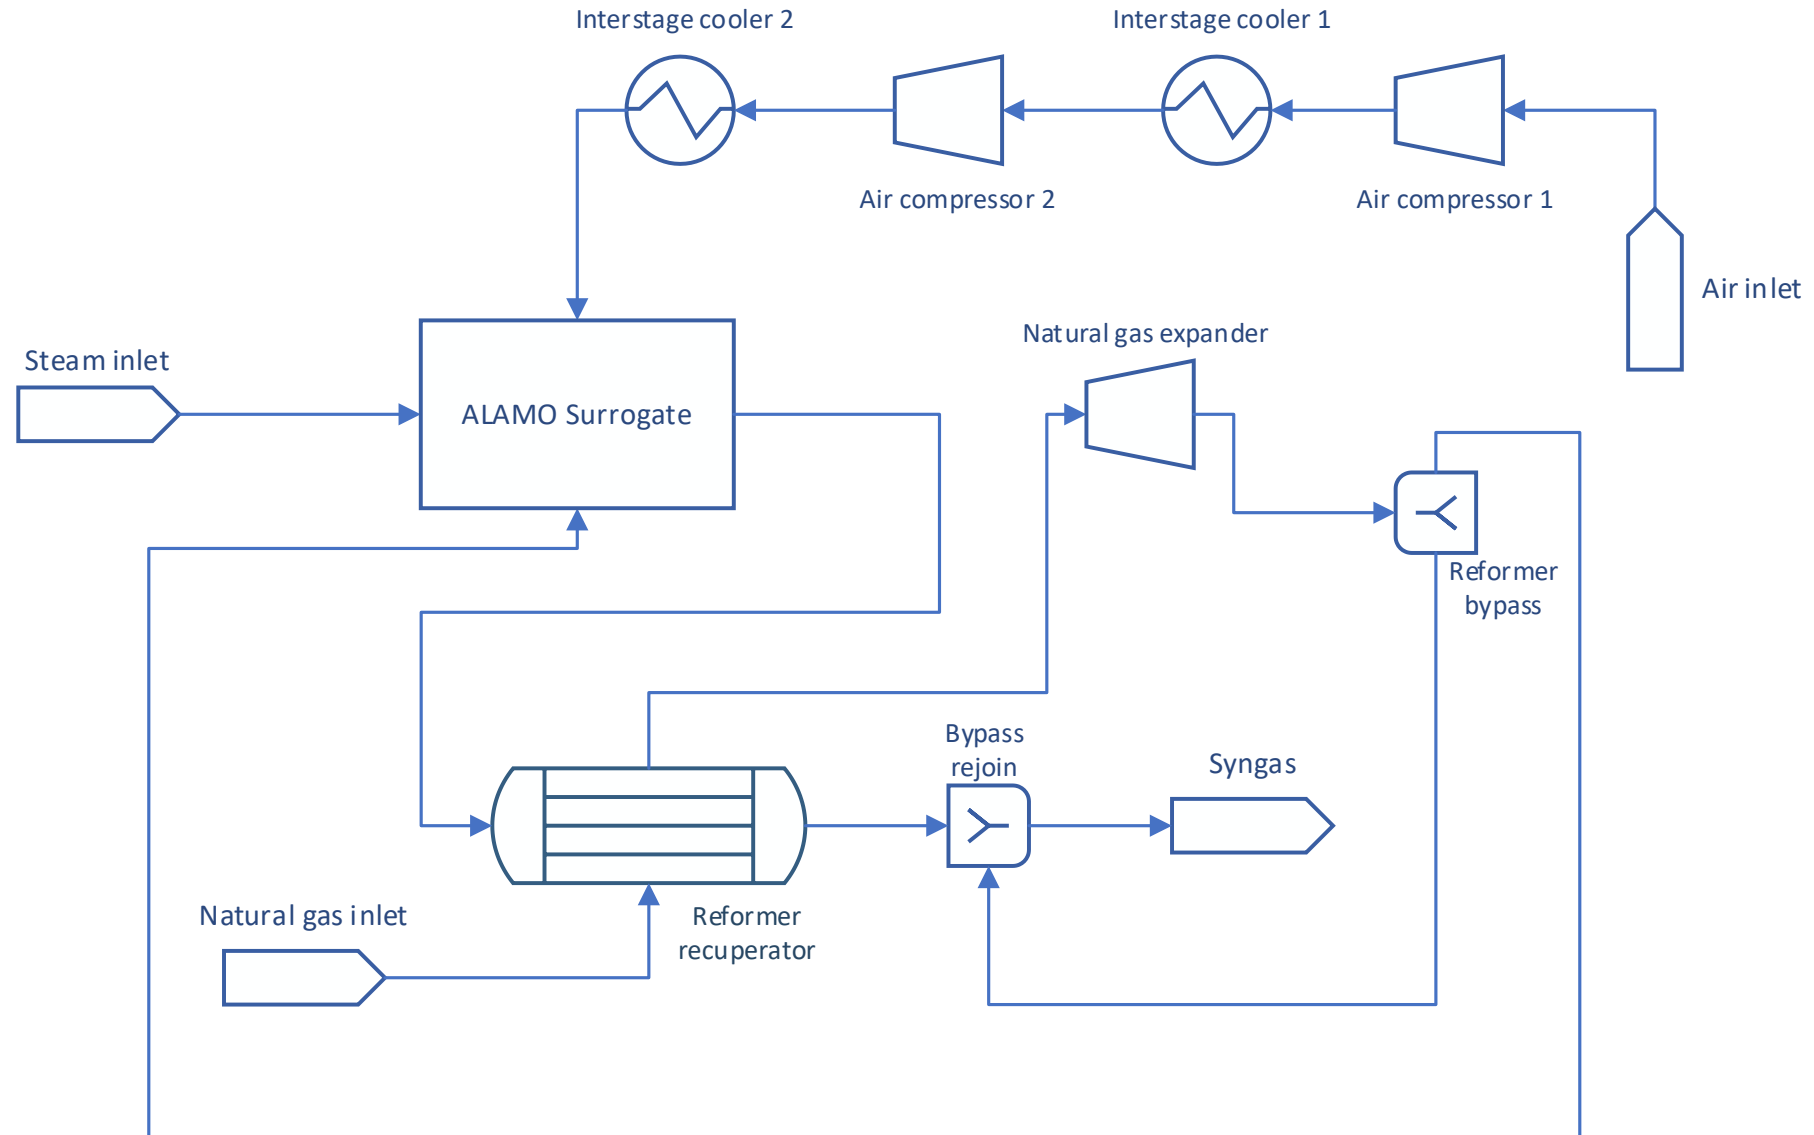 Interstage cooler 2
Interstage cooler 1
Air compressor 2
Air compressor 1
Air inlet
Natural gas expander
Steam inlet
ALAMO Surrogate
Reformer
bypass
Bypass
rejoin
Syngas
Natural gas inlet
Reformer
recuperator